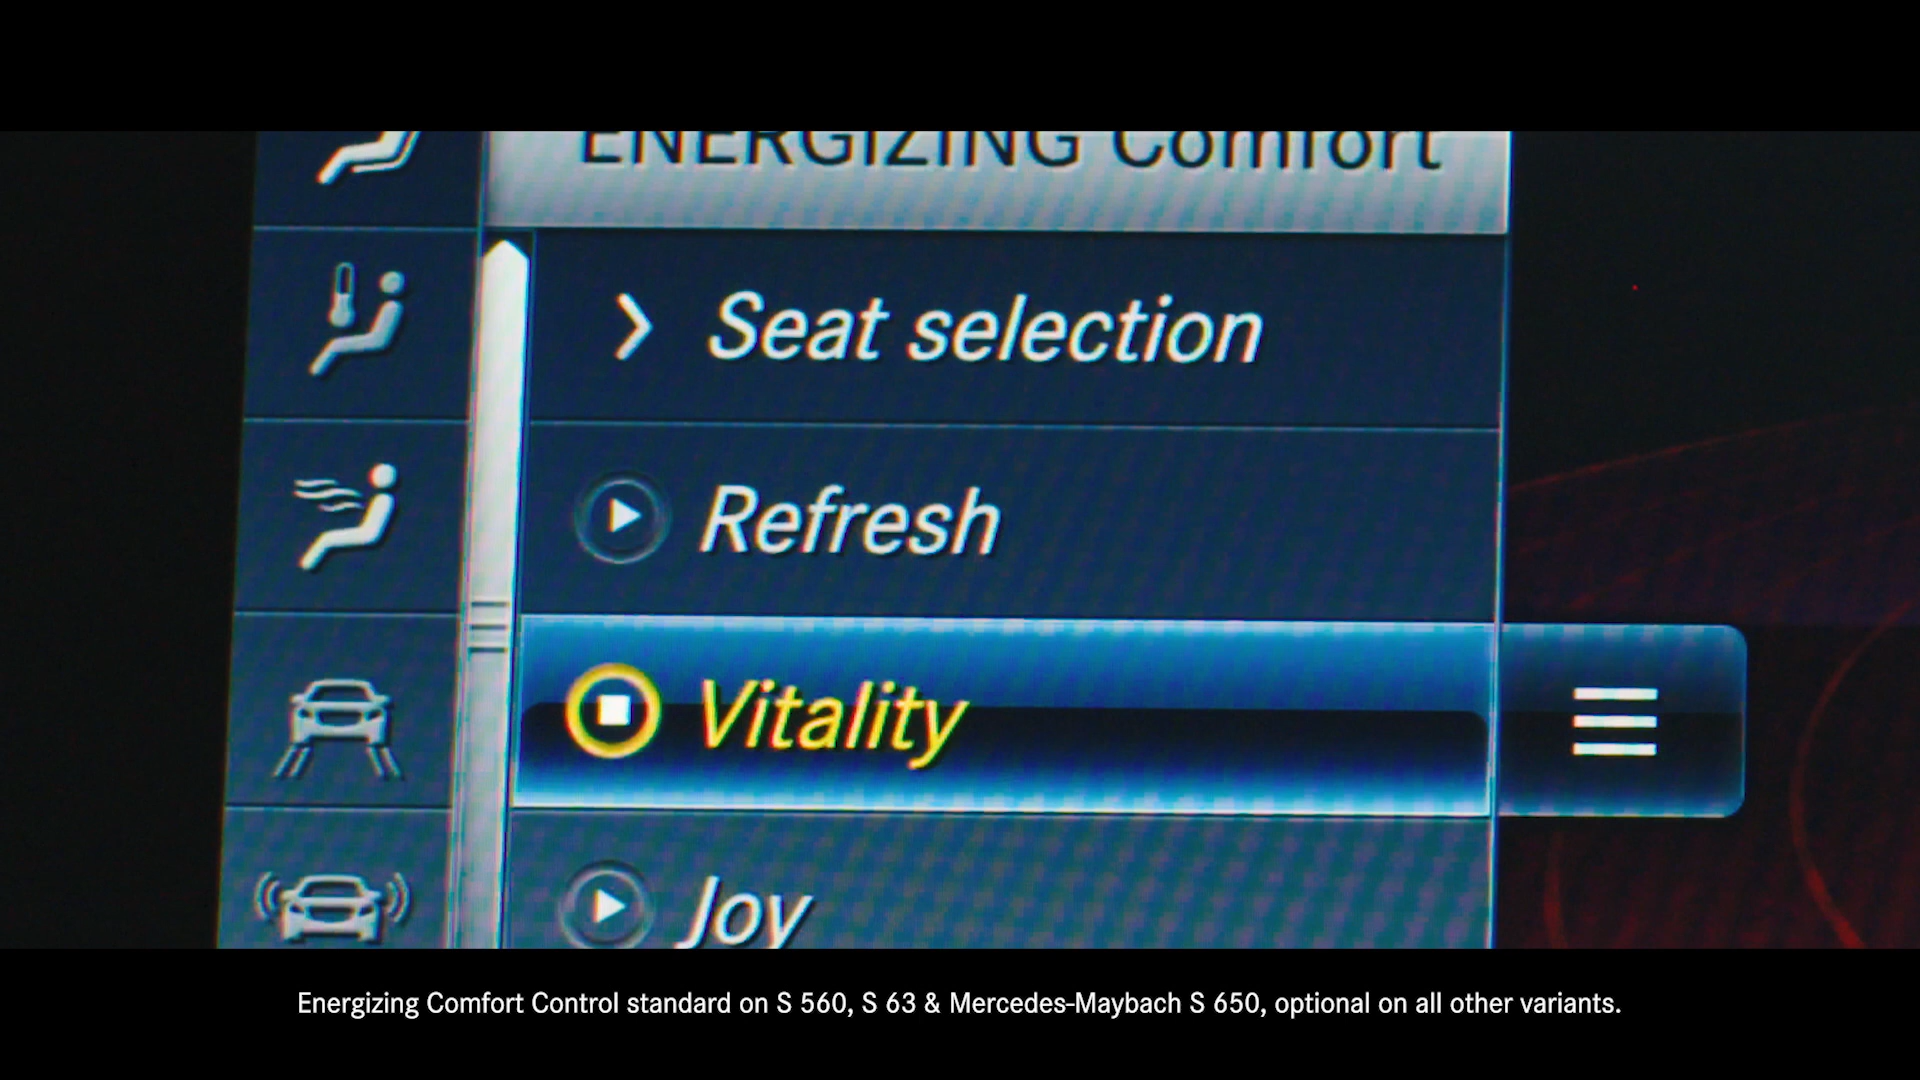 ENERGIZING Comfort
Seat selection
Refresh
Vitality
Joy
Energizing Comfort Control standard on S 560, S 63 & Mercedes-Maybach S 650, optional on all other variants.